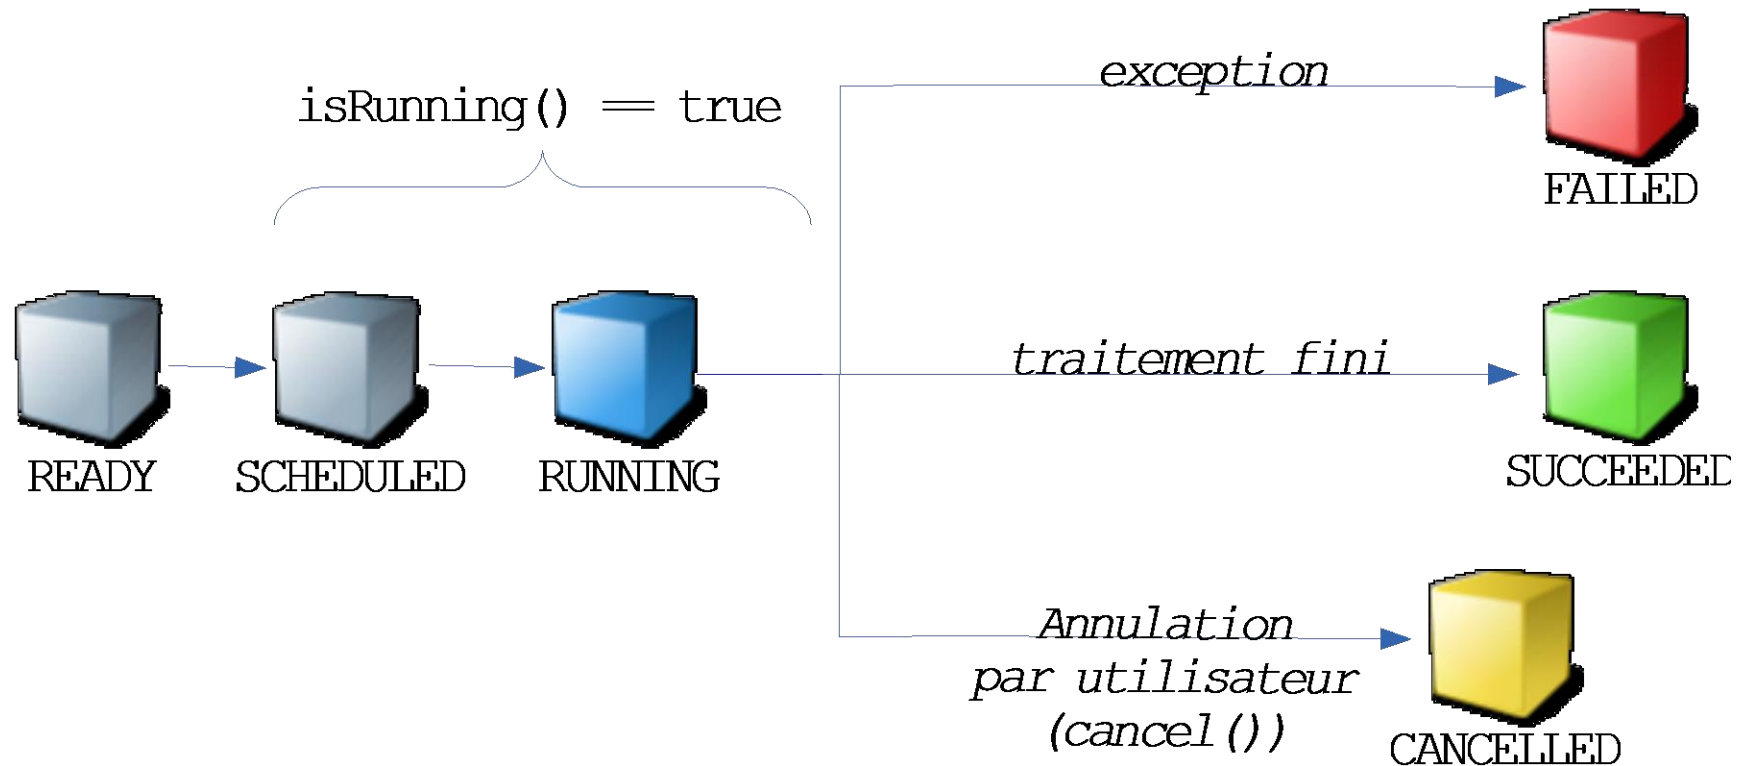 exception
isRunning() == true
FAILED
traitement fini
READY
SCHEDULED
RUNNING
SUCCEEDED
Annulation
par utilisateur
(cancel())
CANCELLED